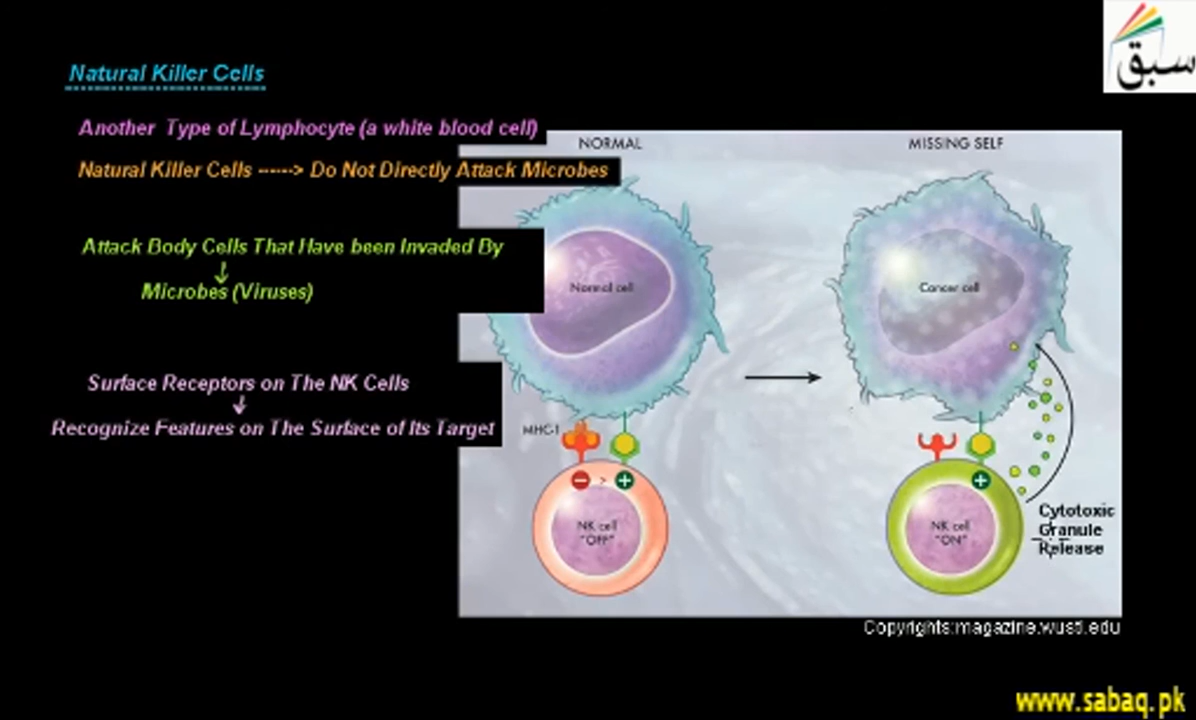 سبق
Natural Killer Cells
Another Type of Lymphocyte (a white blood cell)
NORMAL
MISSING SELF
Natural Killer Cells -----> Do Not Directly Attack Microbes
Attack Body Cells That Have been Invaded By
Microbes (Viruses)
Normal cell
Cancer cell
Surface Receptors on The NK Cells
Recognize Features on The Surface of Its Target
MHC-1
- > +
+
NK cell
"OFF"
NK cell
"ON"
Cytotoxic
Granule
Release
Copyrights:magazine.wustl.edu
www.sabaq.pk